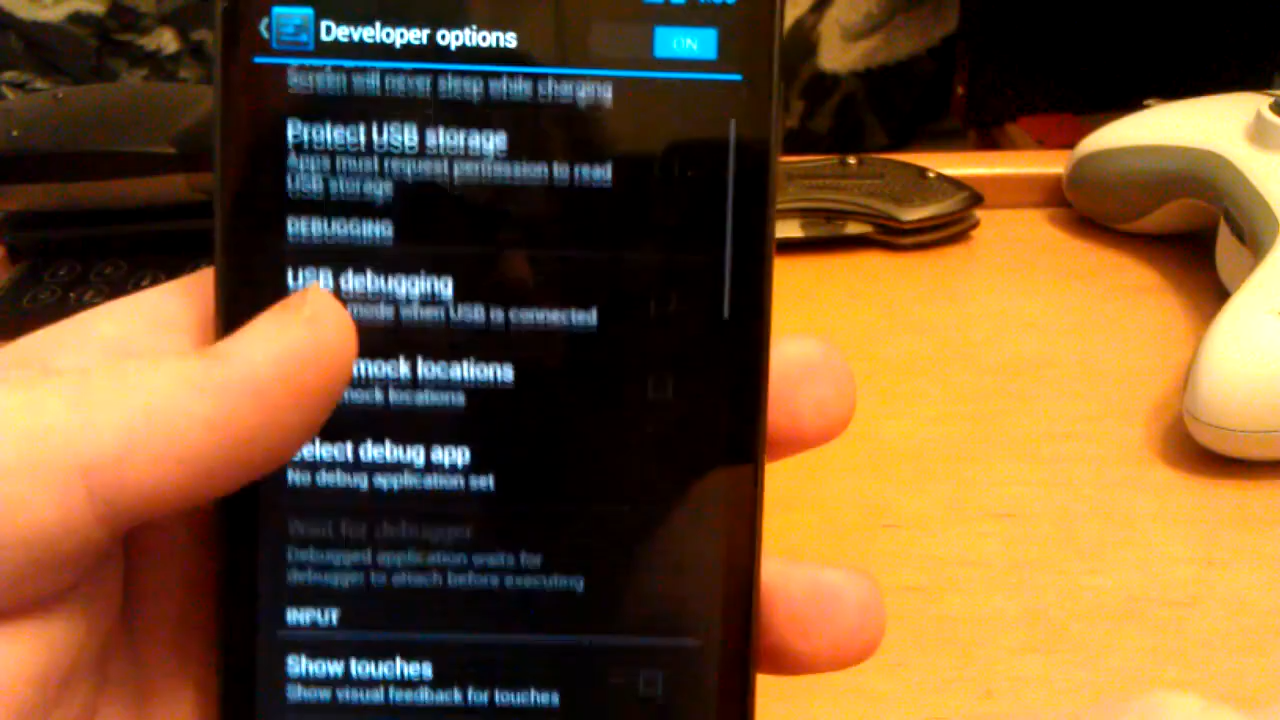 Developer options
ON
Screen will never sleep while charging
Protect USB storage
Apps must request permission to read
USB storage
DEBUGGING
USB debugging
mode when USB is connected
mock locations
mock locations
Select debug app
No debug application set
Wait for debugger
Debugged application waits for
debugger to attach before executing
INPUT
Show touches
Show visual feedback for touches